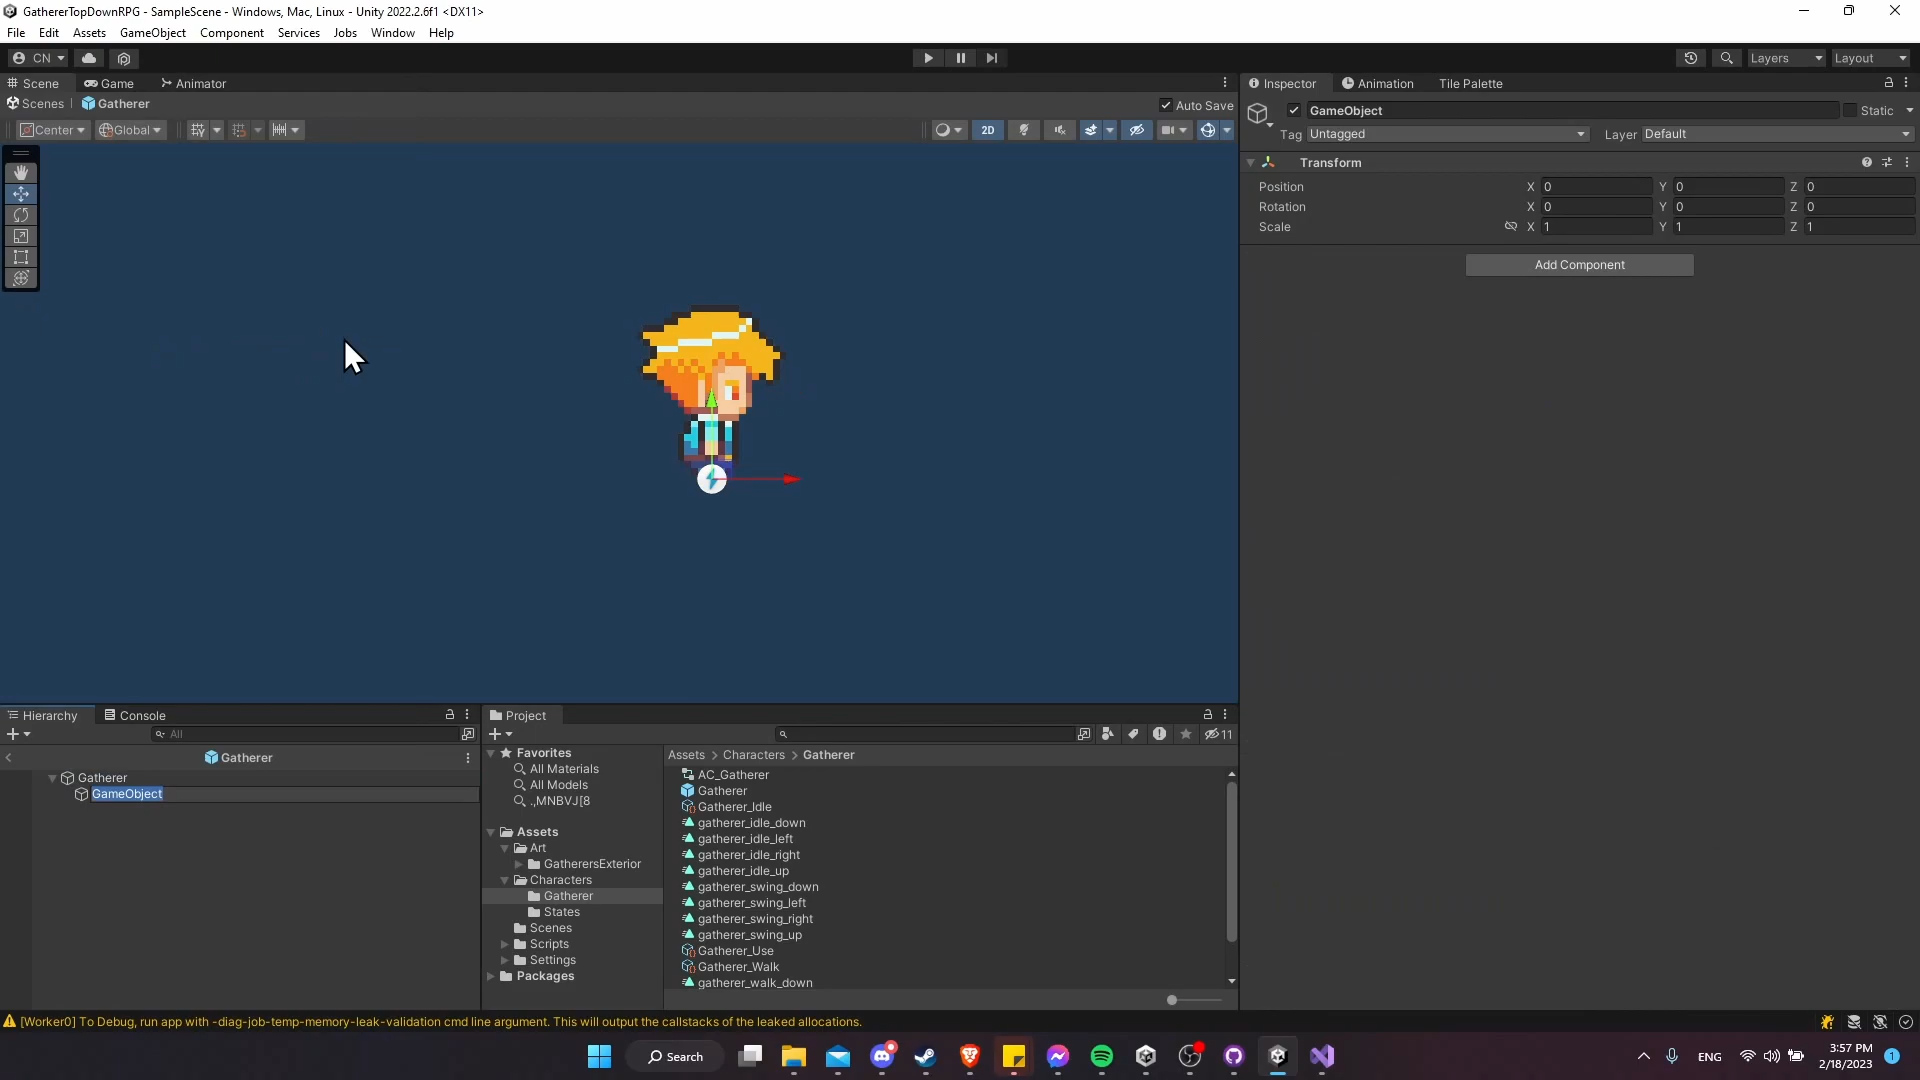 GathererTopDownRPG - SampleScene - Windows, Mac, Linux - Unity 2022.2.6f1 <DX11>
File Edit Assets GameObject Component Services Jobs Window Help
CN
Layers Layout
Scene Game Animator
Inspector Animation Tile Palette
Scenes Gatherer
Auto Save
GameObject Static
Center Global
2D
Tag Untagged Layer Default
Transform
Position X 0 Y 0 Z 0
Rotation X 0 Y 0 Z 0
Scale X 1 Y 1 Z 1
Add Component
Hierarchy Console
All
Gatherer
Gatherer
GameObject
Project
11
Favorites
All Materials
All Models
.,MNBVJ[8
Assets
Art
GatherersExterior
Characters
Gatherer
States
Scenes
Scripts
Settings
Packages
Assets > Characters > Gatherer
AC_Gatherer
Gatherer
Gatherer_Idle
gatherer_idle_down
gatherer_idle_left
gatherer_idle_right
gatherer_idle_up
gatherer_swing_down
gatherer_swing_left
gatherer_swing_right
gatherer_swing_up
Gatherer_Use
Gatherer_Walk
gatherer_walk_down
[Worker0] To Debug, run app with -diag-job-temp-memory-leak-validation cmd line argument. This will output the callstacks of the leaked allocations.
Search
ENG
3:57 PM
2/18/2023
1